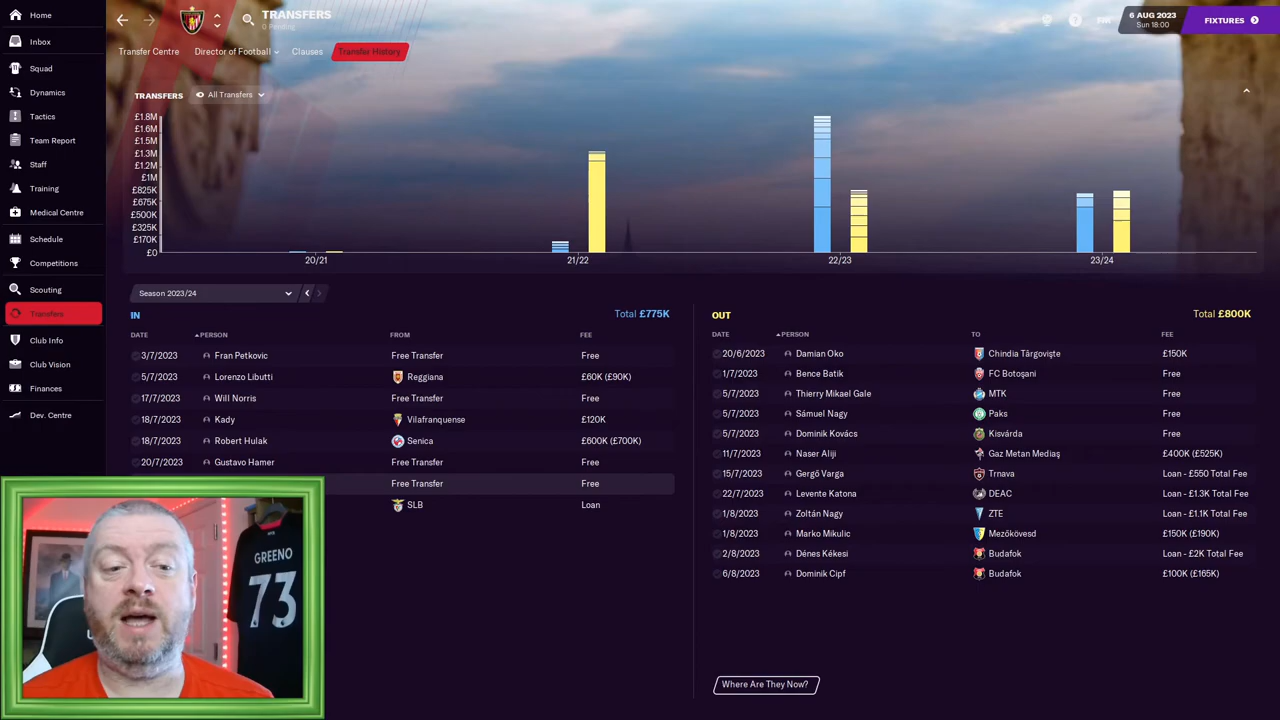 Home
TRANSFERS
0 Pending
FM
6 AUG 2023
Sun 18:00
FIXTURES
Inbox
Transfer Centre
Director of Football
Clauses
Transfer History
Squad
Dynamics
Tactics
Team Report
Staff
Training
Medical Centre
Schedule
Competitions
Scouting
Transfers
Club Info
Club Vision
Finances
Dev. Centre
TRANSFERS
All Transfers
£1.8M
£1.6M
£1.5M
£1.3M
£1.2M
£1M
£825K
£675K
£500K
£325K
£170K
£0
20/21
21/22
22/23
23/24
Season 2023/24
IN
Total £775K
DATE PERSON FROM FEE
3/7/2023 Fran Petkovic Free Transfer Free
5/7/2023 Lorenzo Libutti Reggiana £60K (£90K)
17/7/2023 Will Norris Free Transfer Free
18/7/2023 Kady Vilafranquense £120K
18/7/2023 Robert Hulak Senica £600K (£700K)
20/7/2023 Gustavo Hamer Free Transfer Free
Free Transfer Free
SLB Loan
OUT
Total £800K
DATE PERSON TO FEE
20/6/2023 Damian Oko Chindia Târgovişte £150K
1/7/2023 Bence Batik FC Botoşani Free
5/7/2023 Thierry Mikael Gale MTK Free
5/7/2023 Sámuel Nagy Paks Free
5/7/2023 Dominik Kovács Kisvárda Free
11/7/2023 Naser Aliji Gaz Metan Mediaş £400K (£525K)
15/7/2023 Gergő Varga Trnava Loan - £550 Total Fee
22/7/2023 Levente Katona DEAC Loan - £1.3K Total Fee
1/8/2023 Zoltán Nagy ZTE Loan - £1.1K Total Fee
1/8/2023 Marko Mikulic Mezőkövesd £150K (£190K)
2/8/2023 Dénes Kékesi Budafok Loan - £2K Total Fee
6/8/2023 Dominik Cipf Budafok £100K (£165K)
Where Are They Now?
GREENO
73